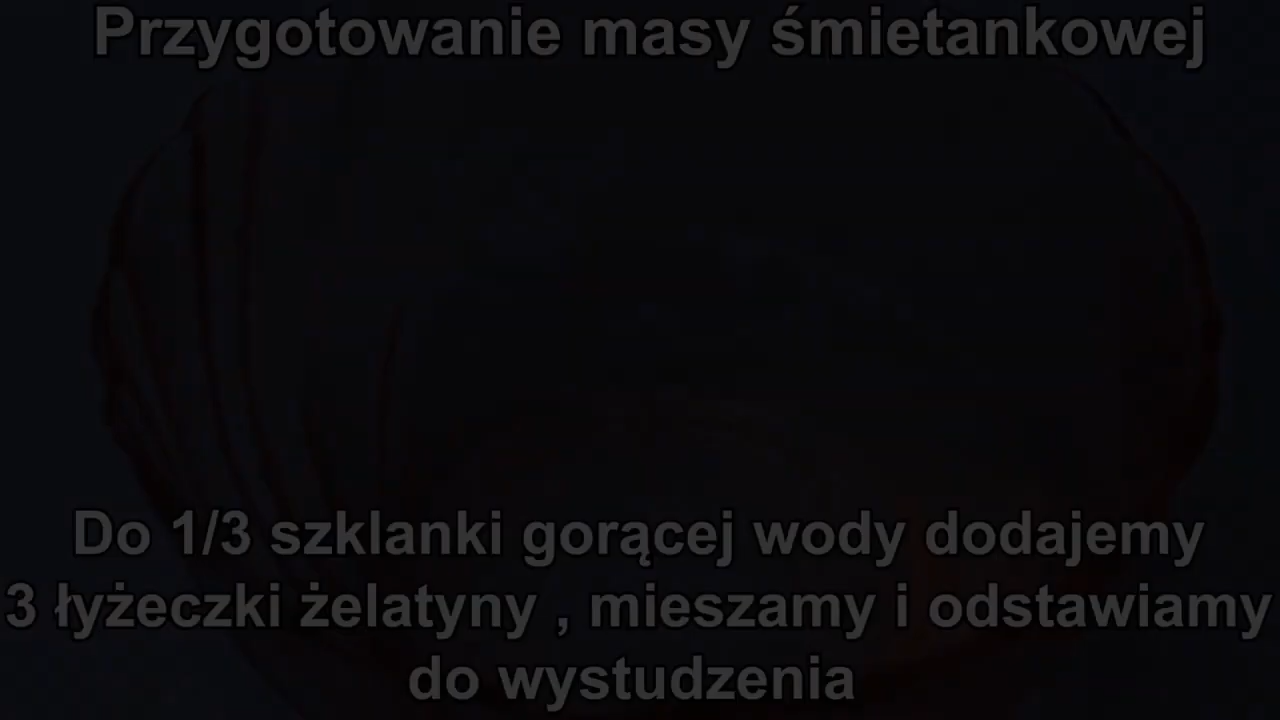 Przygotowanie masy śmietankowej
Do 1/3 szklanki gorącej wody dodajemy
3 łyżeczki żelatyny , mieszamy i odstawiamy
do wystudzenia